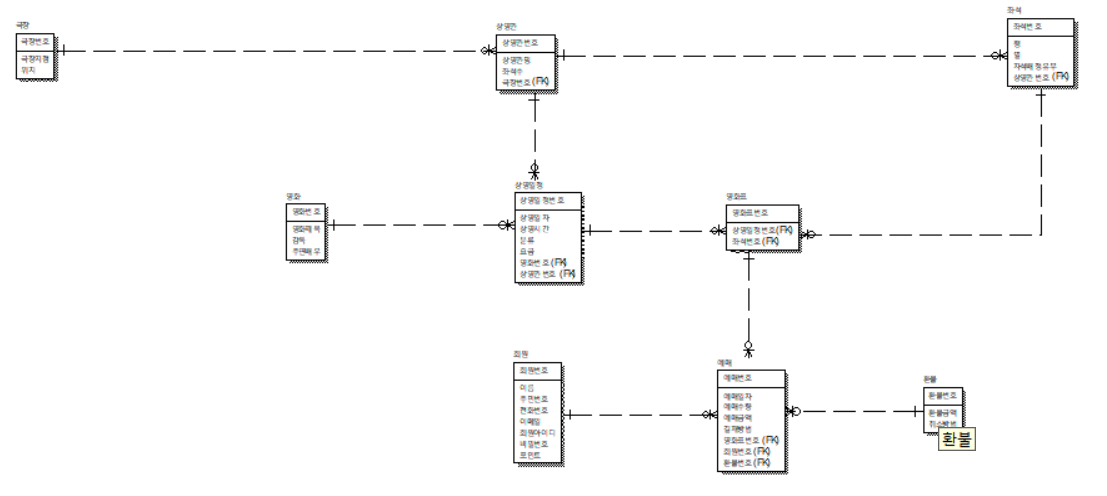 극장
극장번호
극장지점
위치
상영관
상영관번호
상영관명
좌석수
극장번호 (FK)
좌석
좌석번호
행
열
좌석배정유무
상영관 번호 (FK)
영화
영화번호
영화제목
감독
주연배우
상영일정
상영일정번호
상영일자
상영시간
분류
요금
영화번호 (FK)
상영관번호 (FK)
영화표
영화표번호
상영일정번호(FK)
좌석번호 (FK)
회원
회원번호
이름
주민번호
전화번호
이메일
회원아이디
비밀번호
포인트
예매
예매번호
예매일자
예매수량
예매금액
결제방법
영화표번호 (FK)
회원번호 (FK)
환불번호 (FK)
환불
환불번호
환불금액
환불